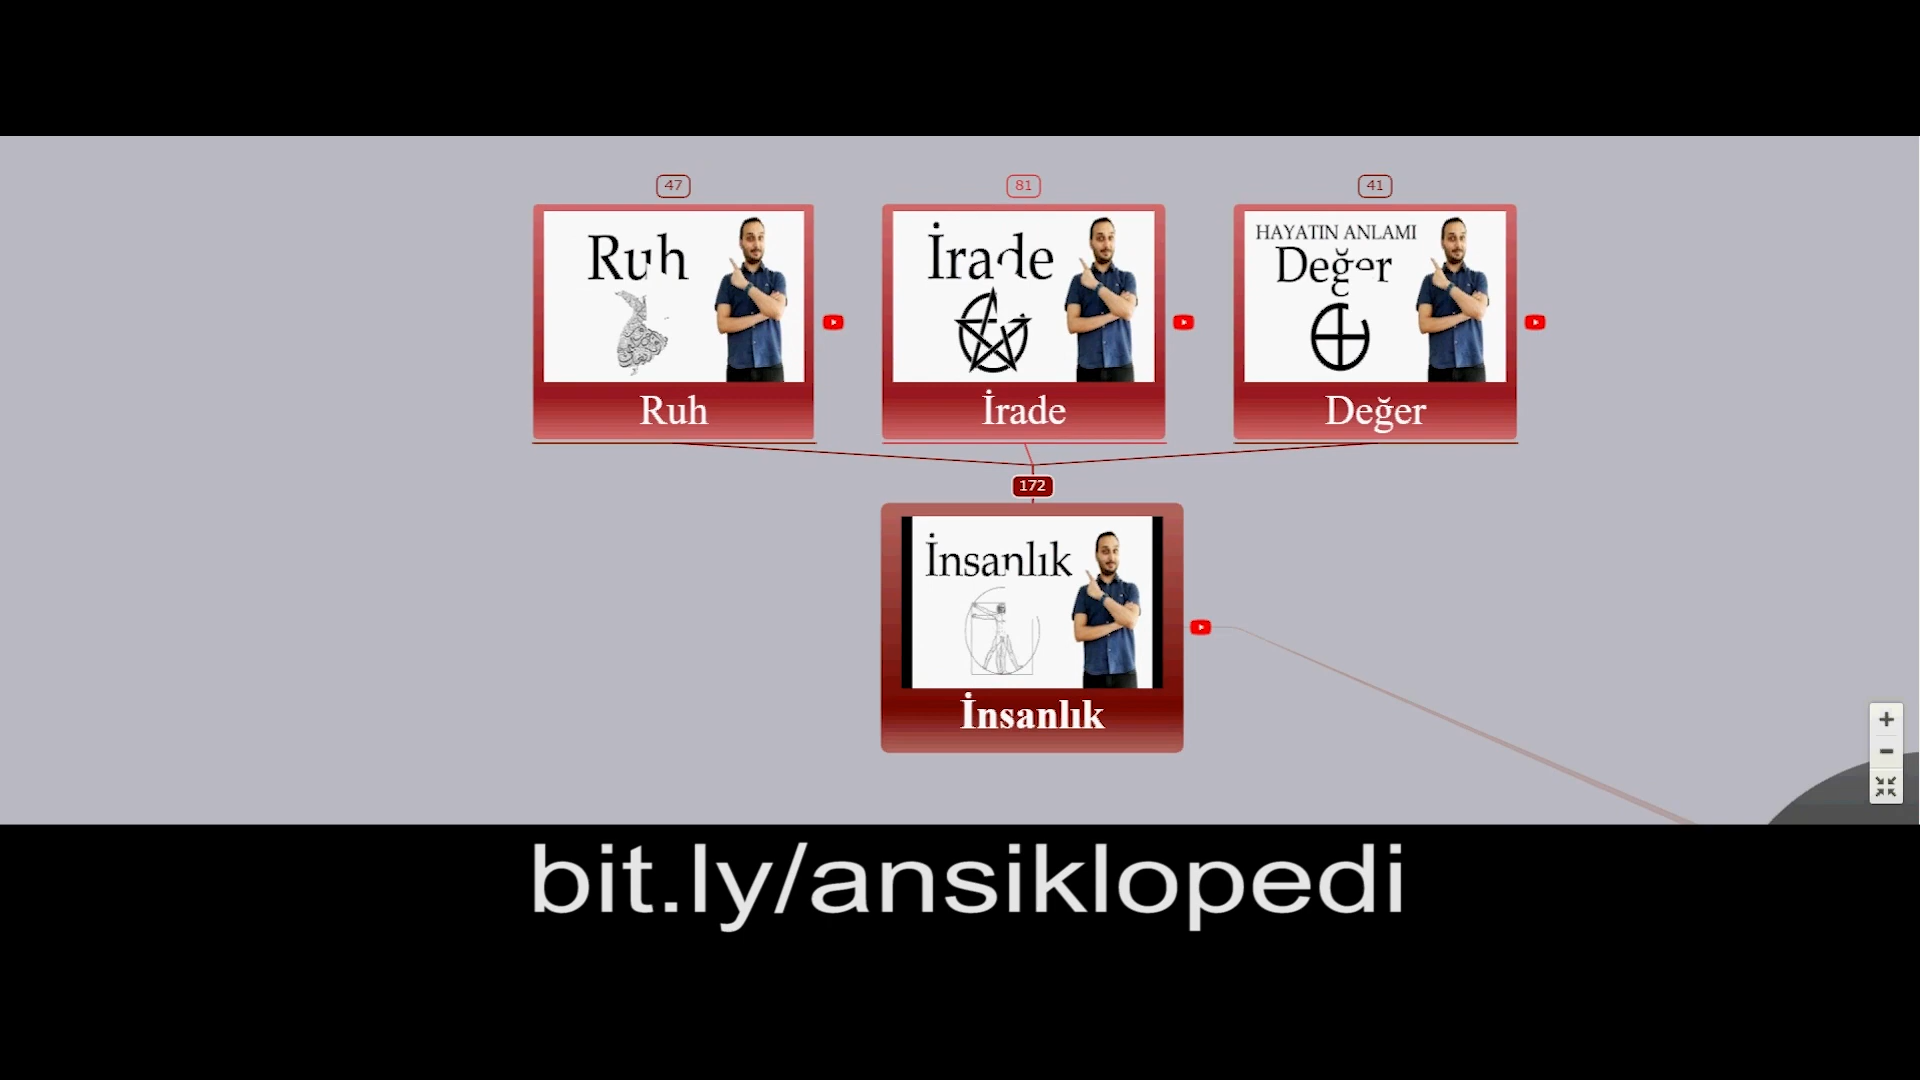 47
81
41
Ruh
İrade
HAYATIN ANLAMI
Değer
Ruh
İrade
Değer
172
İnsanlık
İnsanlık
bit.ly/ansiklopedi